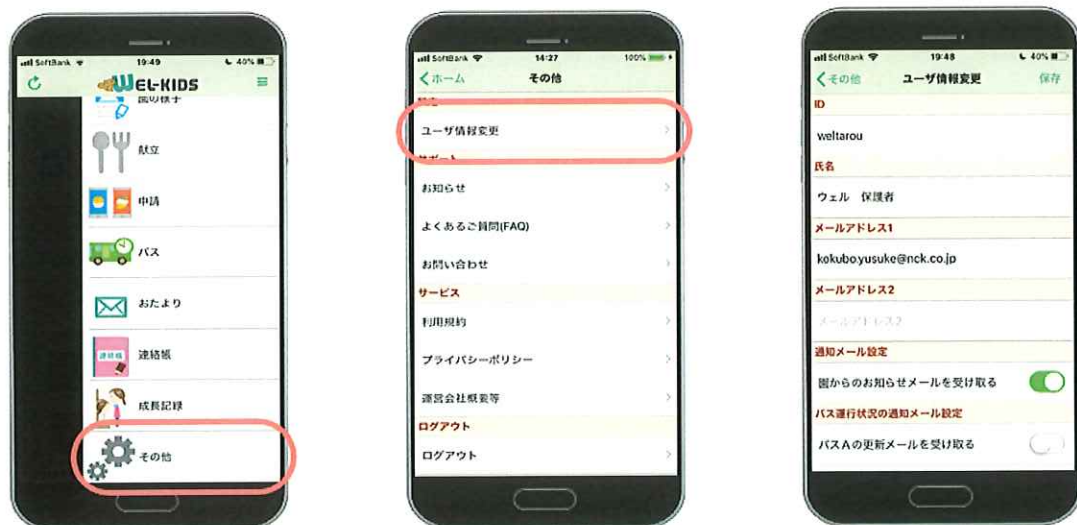 SoftBank 19:49 40%
WEL-KIDS
園の様子
献立
申請
バス
おたより
連絡帳
連絡帳
成長記録
その他
SoftBank 14:27 100%
ホーム その他
ユーザ情報変更
サポート
お知らせ
よくあるご質問(FAQ)
お問い合わせ
サービス
利用規約
プライバシーポリシー
運営会社概要等
ログアウト
ログアウト
SoftBank 19:48 40%
その他 ユーザ情報変更 保存
ID
weltarou
氏名
ウェル 保護者
メールアドレス1
kokubo.yusuke@nck.co.jp
メールアドレス2
メールアドレス2
通知メール設定
園からのお知らせメールを受け取る
バス運行状況の通知メール設定
バスAの更新メールを受け取る